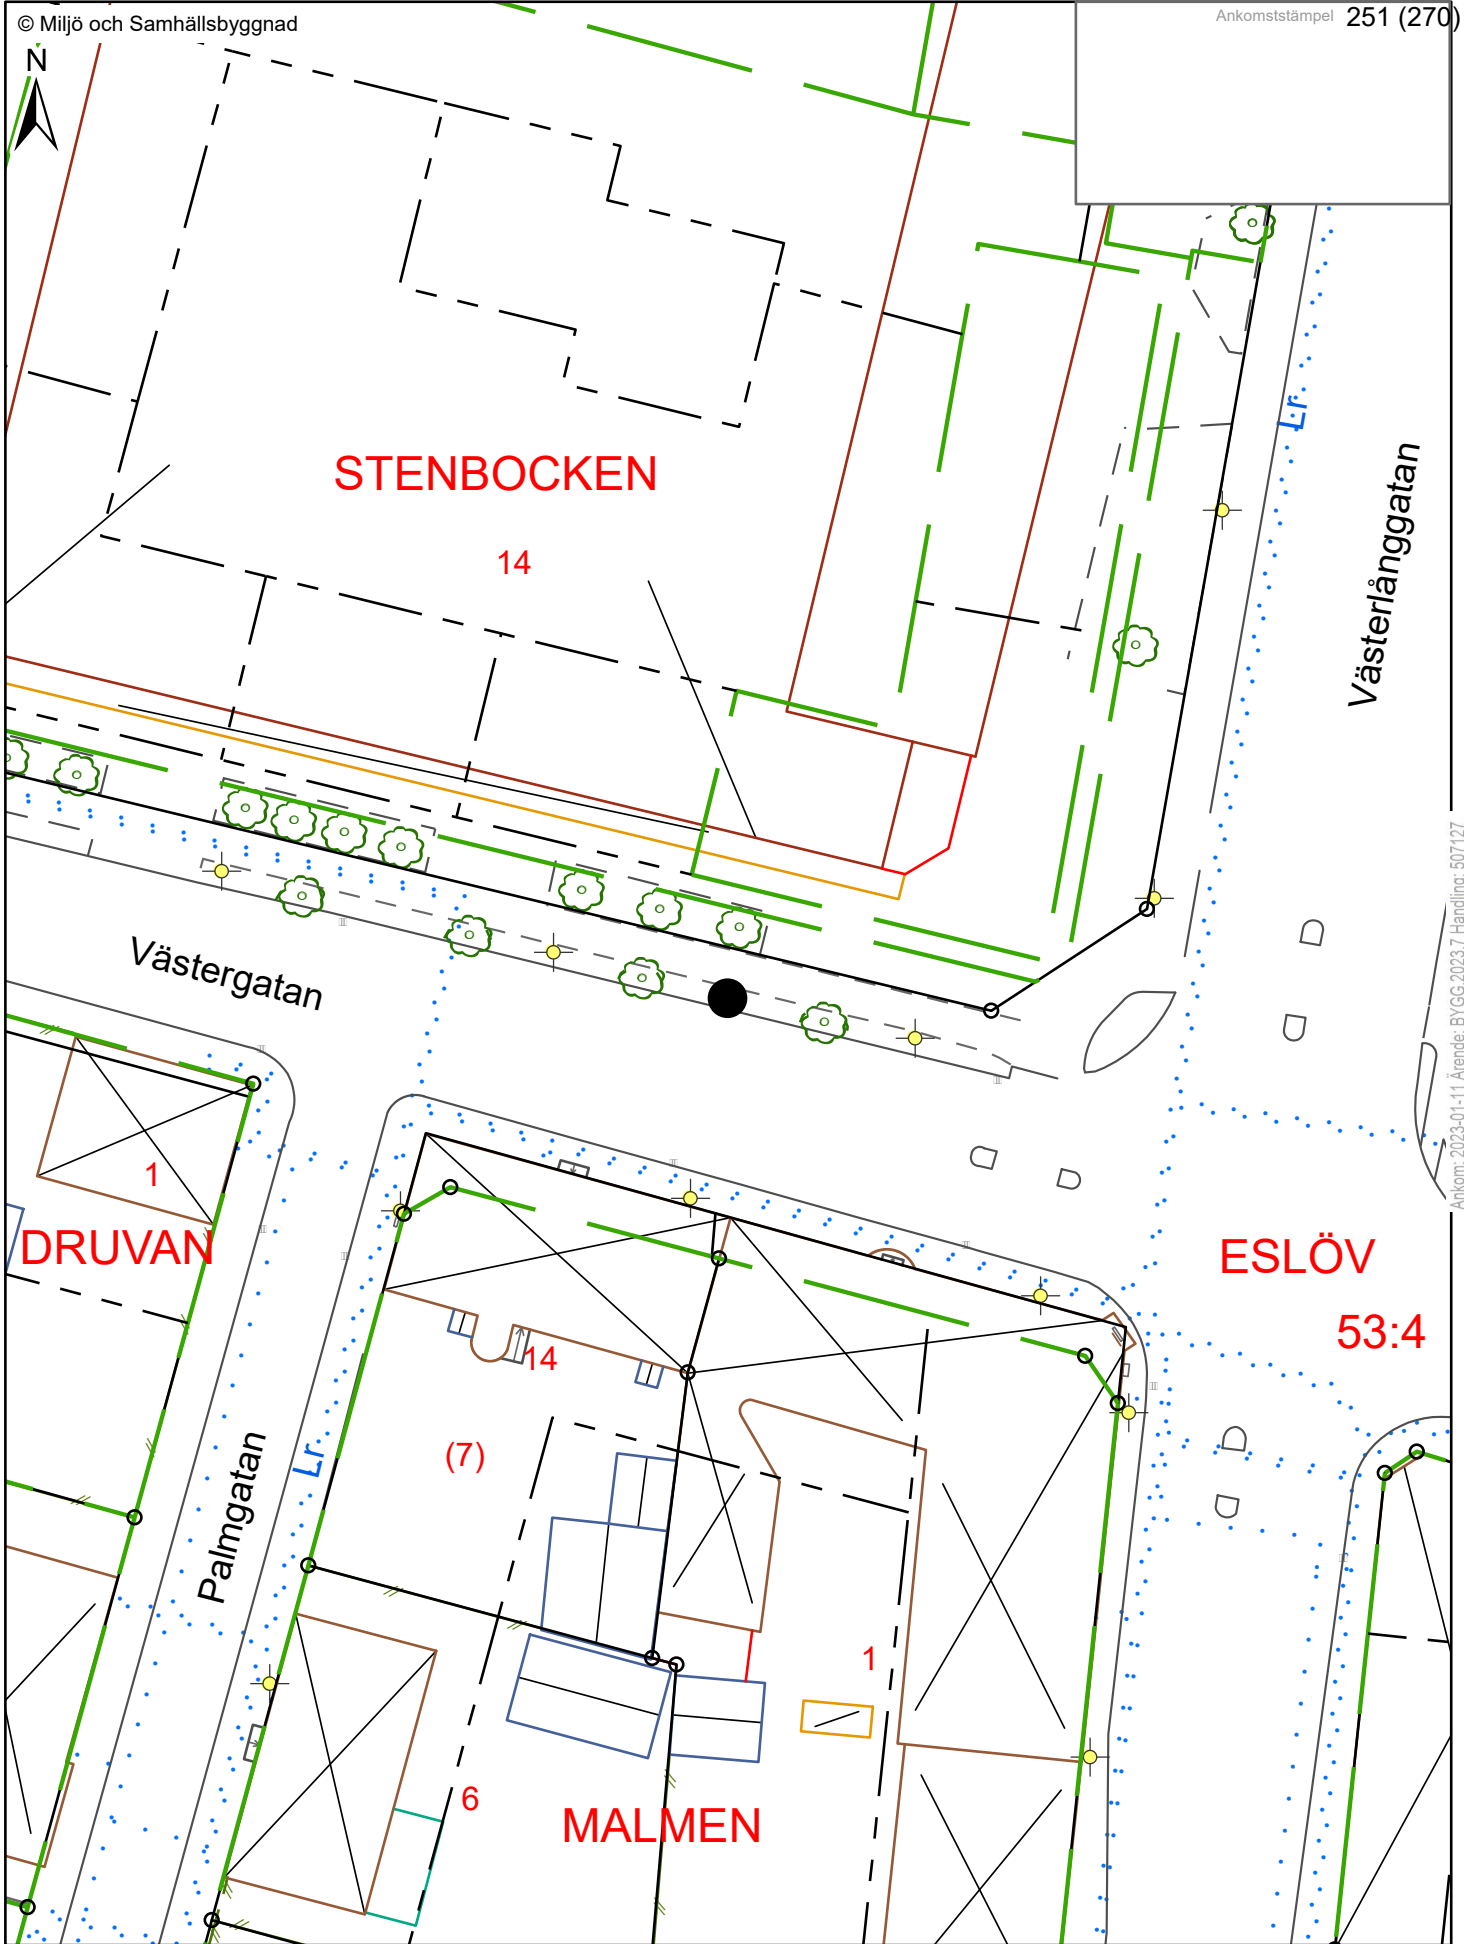 © Miljö och Samhällsbyggnad
Ankomststämpel 251 (270)
N
STENBOCKEN
14
Lr
Västerlånggatan
Ankom: 2023-01-11 Ärende: BYGG.2023.7 Handling: 507127
Västergatan
1
DRUVAN
ESLÖV
53:4
14
(7)
Lr
Palmgatan
1
6
MALMEN